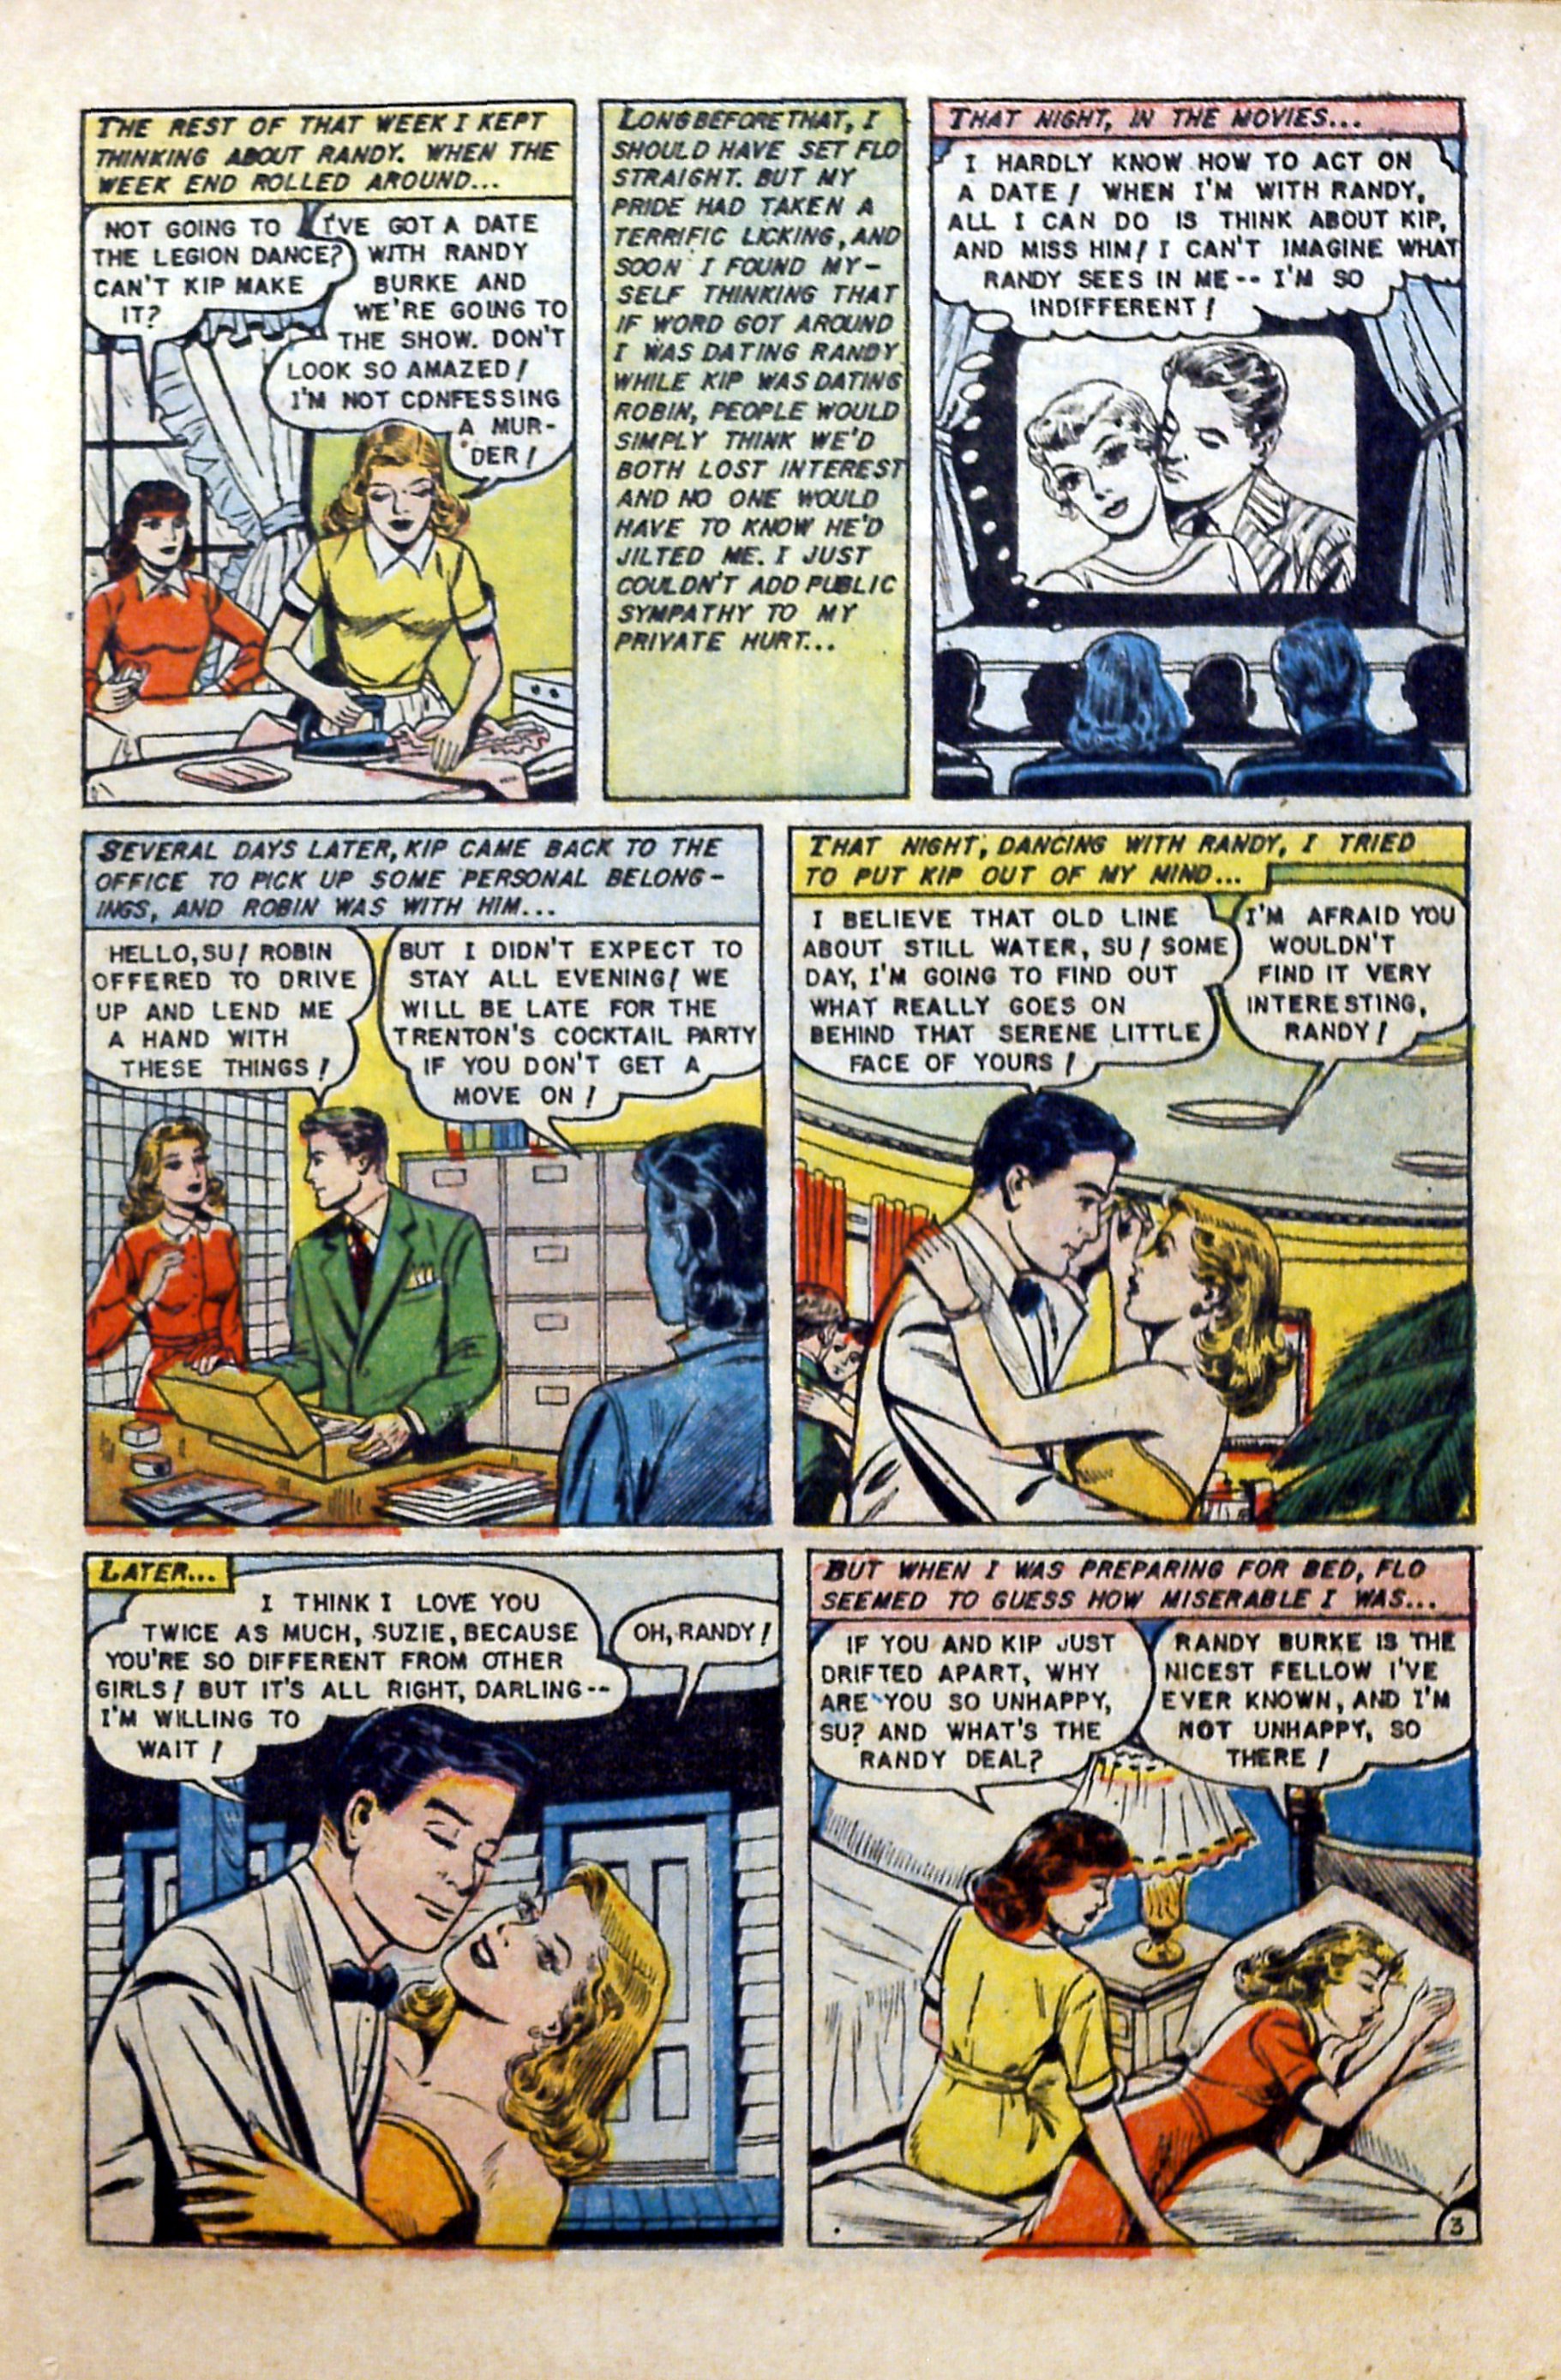 THE REST OF THAT WEEK I KEPT
THINKING ABOUT RANDY. WHEN THE
WEEK END ROLLED AROUND...
NOT GOING TO
THE LEGION DANCE?
CAN'T KIP MAKE
IT?
I'VE GOT A DATE
WITH RANDY
BURKE AND
WE'RE GOING TO
THE SHOW. DON'T
LOOK SO AMAZED!
I'M NOT CONFESSING
A MUR-
DER!
LONG BEFORE THAT, I
SHOULD HAVE SET FLO
STRAIGHT. BUT MY
PRIDE HAD TAKEN A
TERRIFIC LICKING, AND
SOON I FOUND MY-
SELF THINKING THAT
IF WORD GOT AROUND
I WAS DATING RANDY
WHILE KIP WAS DATING
ROBIN, PEOPLE WOULD
SIMPLY THINK WE'D
BOTH LOST INTEREST
AND NO ONE WOULD
HAVE TO KNOW HE'D
JILTED ME. I JUST
COULDN'T ADD PUBLIC
SYMPATHY TO MY
PRIVATE HURT...
THAT NIGHT, IN THE MOVIES...
I HARDLY KNOW HOW TO ACT ON
A DATE! WHEN I'M WITH RANDY,
ALL I CAN DO IS THINK ABOUT KIP,
AND MISS HIM! I CAN'T IMAGINE WHAT
RANDY SEES IN ME-- I'M SO
INDIFFERENT!
SEVERAL DAYS LATER, KIP CAME BACK TO THE
OFFICE TO PICK UP SOME PERSONAL BELONG-
INGS, AND ROBIN WAS WITH HIM...
HELLO, SU! ROBIN
OFFERED TO DRIVE
UP AND LEND ME
A HAND WITH
THESE THINGS!
BUT I DIDN'T EXPECT TO
STAY ALL EVENING! WE
WILL BE LATE FOR THE
TRENTON'S COCKTAIL PARTY
IF YOU DON'T GET A
MOVE ON!
THAT NIGHT, DANCING WITH RANDY, I TRIED
TO PUT KIP OUT OF MY MIND...
I BELIEVE THAT OLD LINE
ABOUT STILL WATER, SU! SOME
DAY, I'M GOING TO FIND OUT
WHAT REALLY GOES ON
BEHIND THAT SERENE LITTLE
FACE OF YOURS!
I'M AFRAID YOU
WOULDN'T
FIND IT VERY
INTERESTING,
RANDY!
LATER...
I THINK I LOVE YOU
TWICE AS MUCH, SUZIE, BECAUSE
YOU'RE SO DIFFERENT FROM OTHER
GIRLS! BUT IT'S ALL RIGHT, DARLING--
I'M WILLING TO
WAIT!
OH, RANDY!
BUT WHEN I WAS PREPARING FOR BED, FLO
SEEMED TO GUESS HOW MISERABLE I WAS...
IF YOU AND KIP JUST
DRIFTED APART, WHY
ARE YOU SO UNHAPPY,
SU? AND WHAT'S THE
RANDY DEAL?
RANDY BURKE IS THE
NICEST FELLOW I'VE
EVER KNOWN, AND I'M
NOT UNHAPPY, SO
THERE!
3